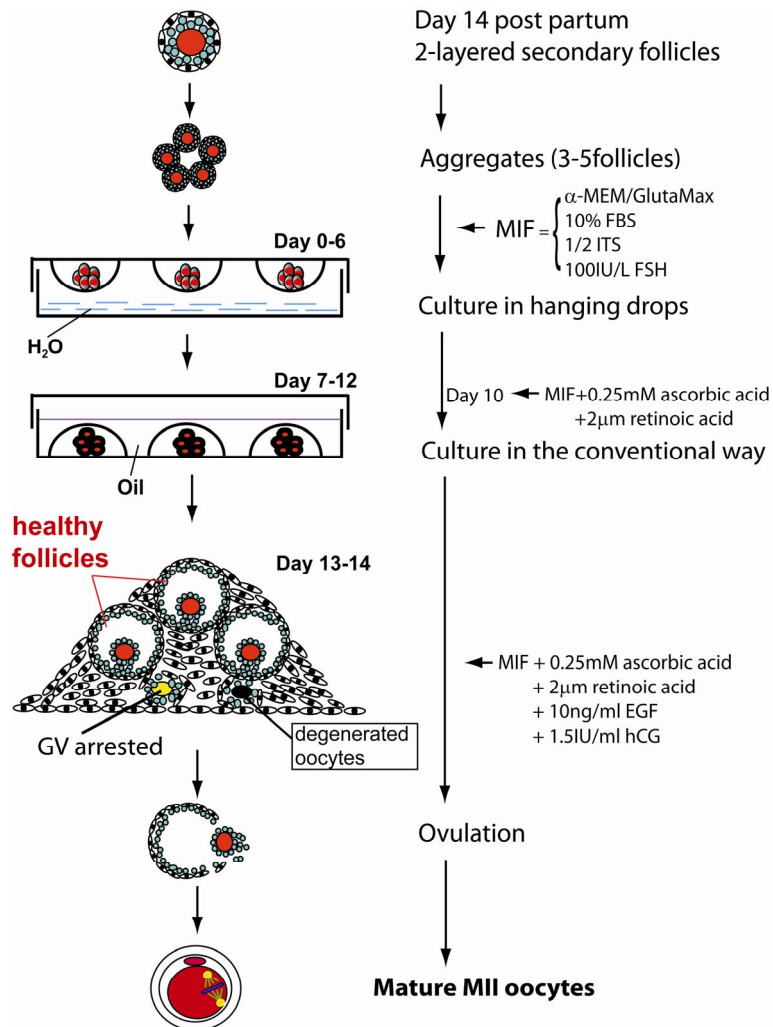 Day 14 post partum
2-layered secondary follicles
Aggregates (3-5follicles)
MIF = { α-MEM/GlutaMax
10% FBS
1/2 ITS
100IU/L FSH
Day 0-6
Culture in hanging drops
H₂O
Day 7-12
Day 10
MIF+0.25mM ascorbic acid
+2μm retinoic acid
Culture in the conventional way
Oil
healthy
follicles
Day 13-14
MIF + 0.25mM ascorbic acid
+ 2μm retinoic acid
+ 10ng/ml EGF
+ 1.5IU/ml hCG
GV arrested
degenerated
oocytes
Ovulation
Mature MII oocytes